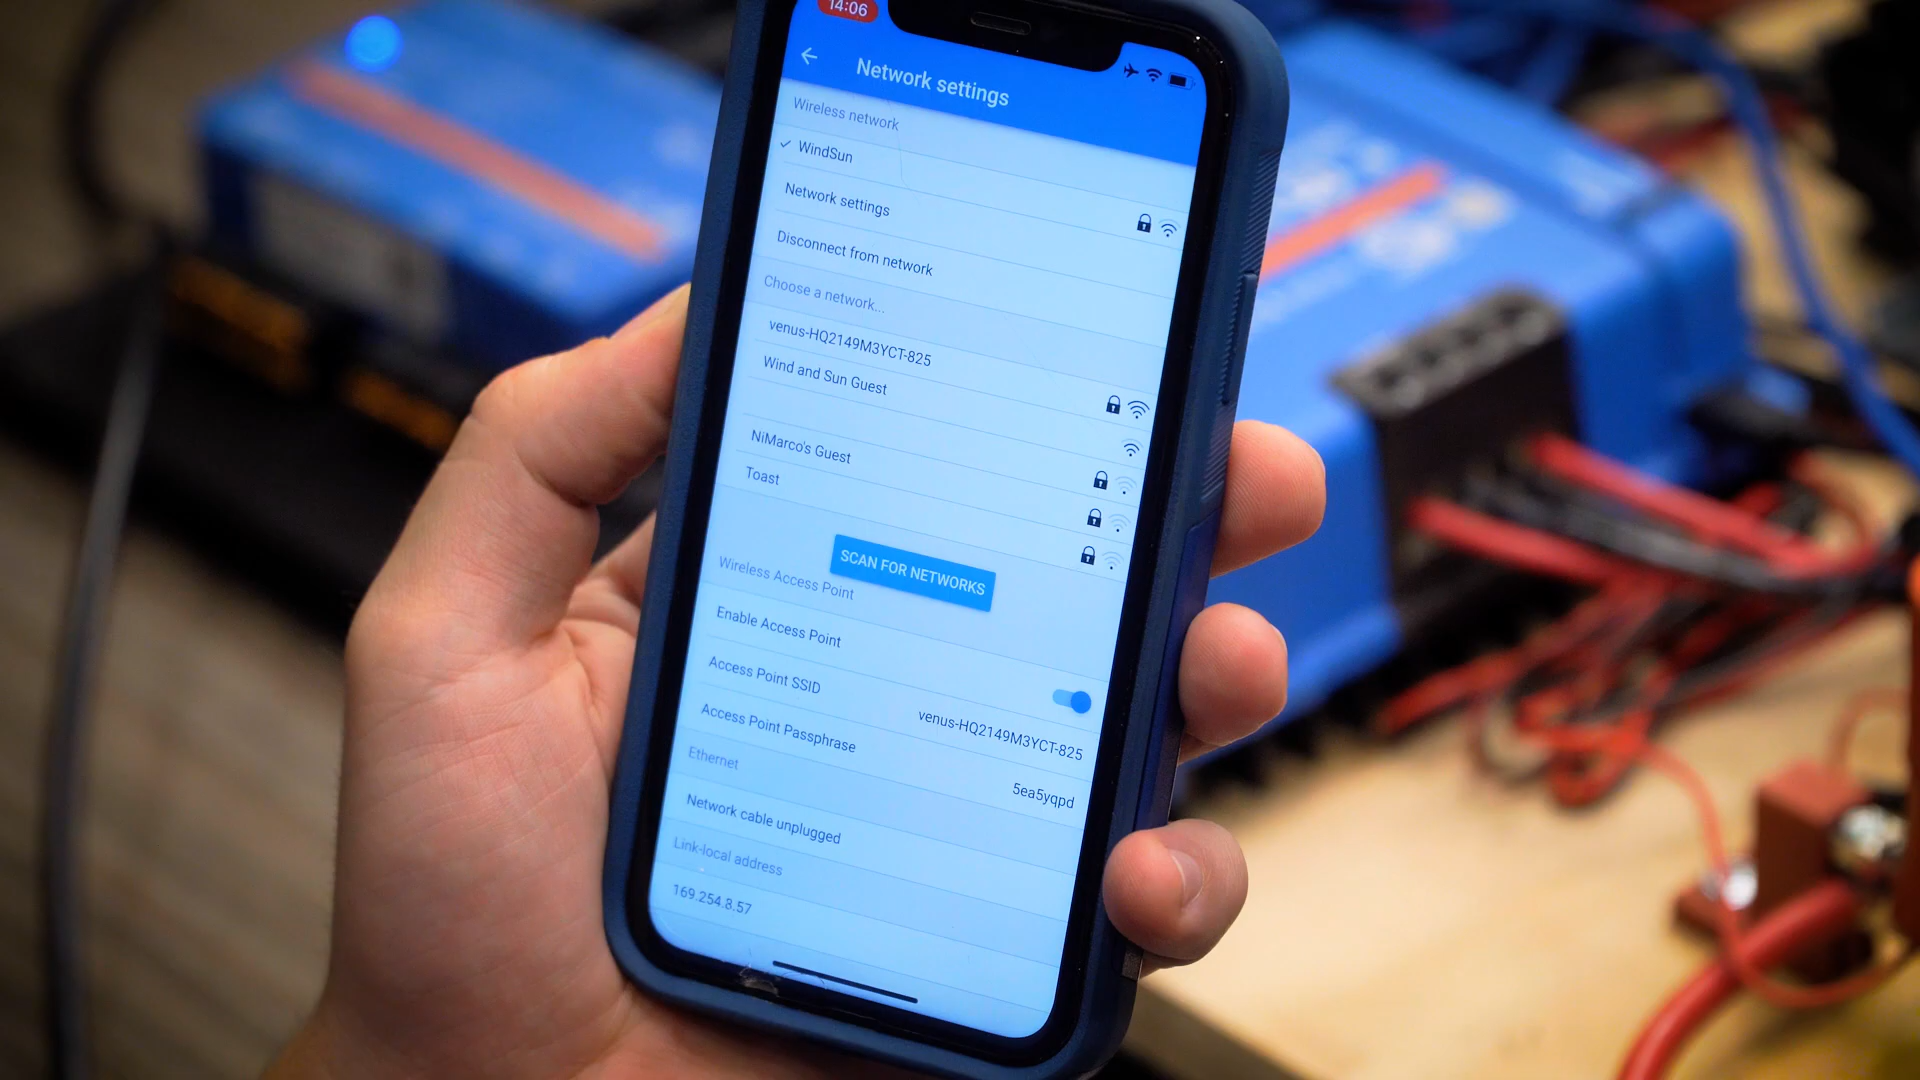 14:06
Network settings
Wireless network
WindSun
Network settings
Disconnect from network
Choose a network...
venus-HQ2149M3YCT-825
Wind and Sun Guest
NiMarco's Guest
Toast
SCAN FOR NETWORKS
Wireless Access Point
Enable Access Point
Access Point SSID
venus-HQ2149M3YCT-825
Access Point Passphrase
5ea5yqpd
Ethernet
Network cable unplugged
Link-local address
169.254.8.57